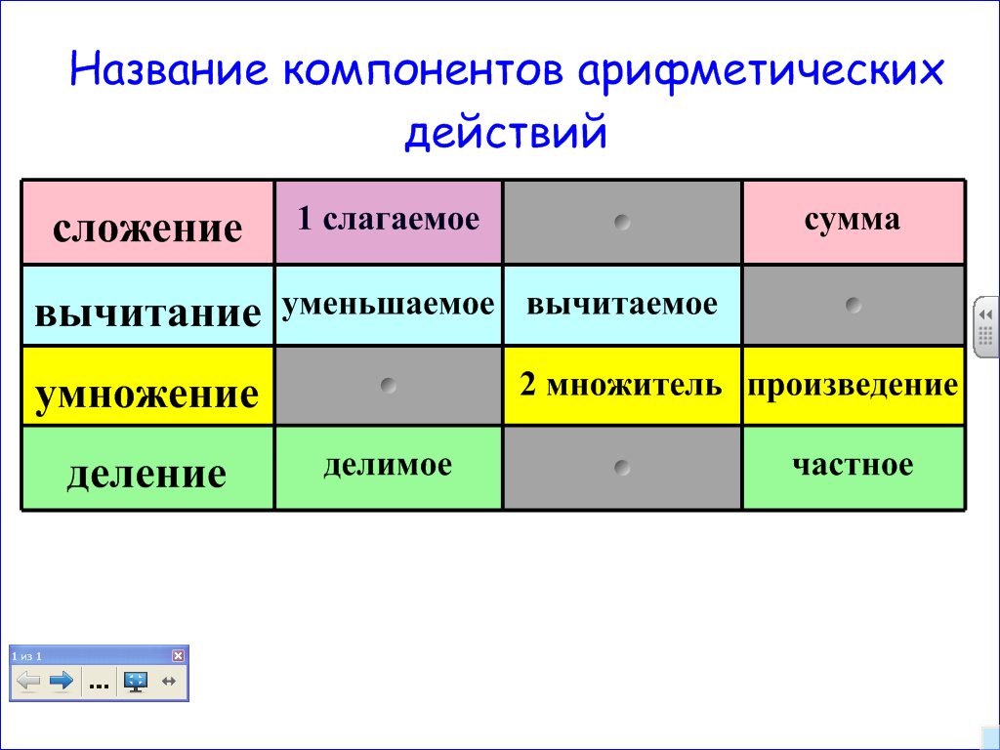 Название компонентов арифметических
действий
сложение 1 слагаемое сумма
вычитание уменьшаемое вычитаемое
умножение 2 множитель произведение
деление делимое частное
1 из 1
...